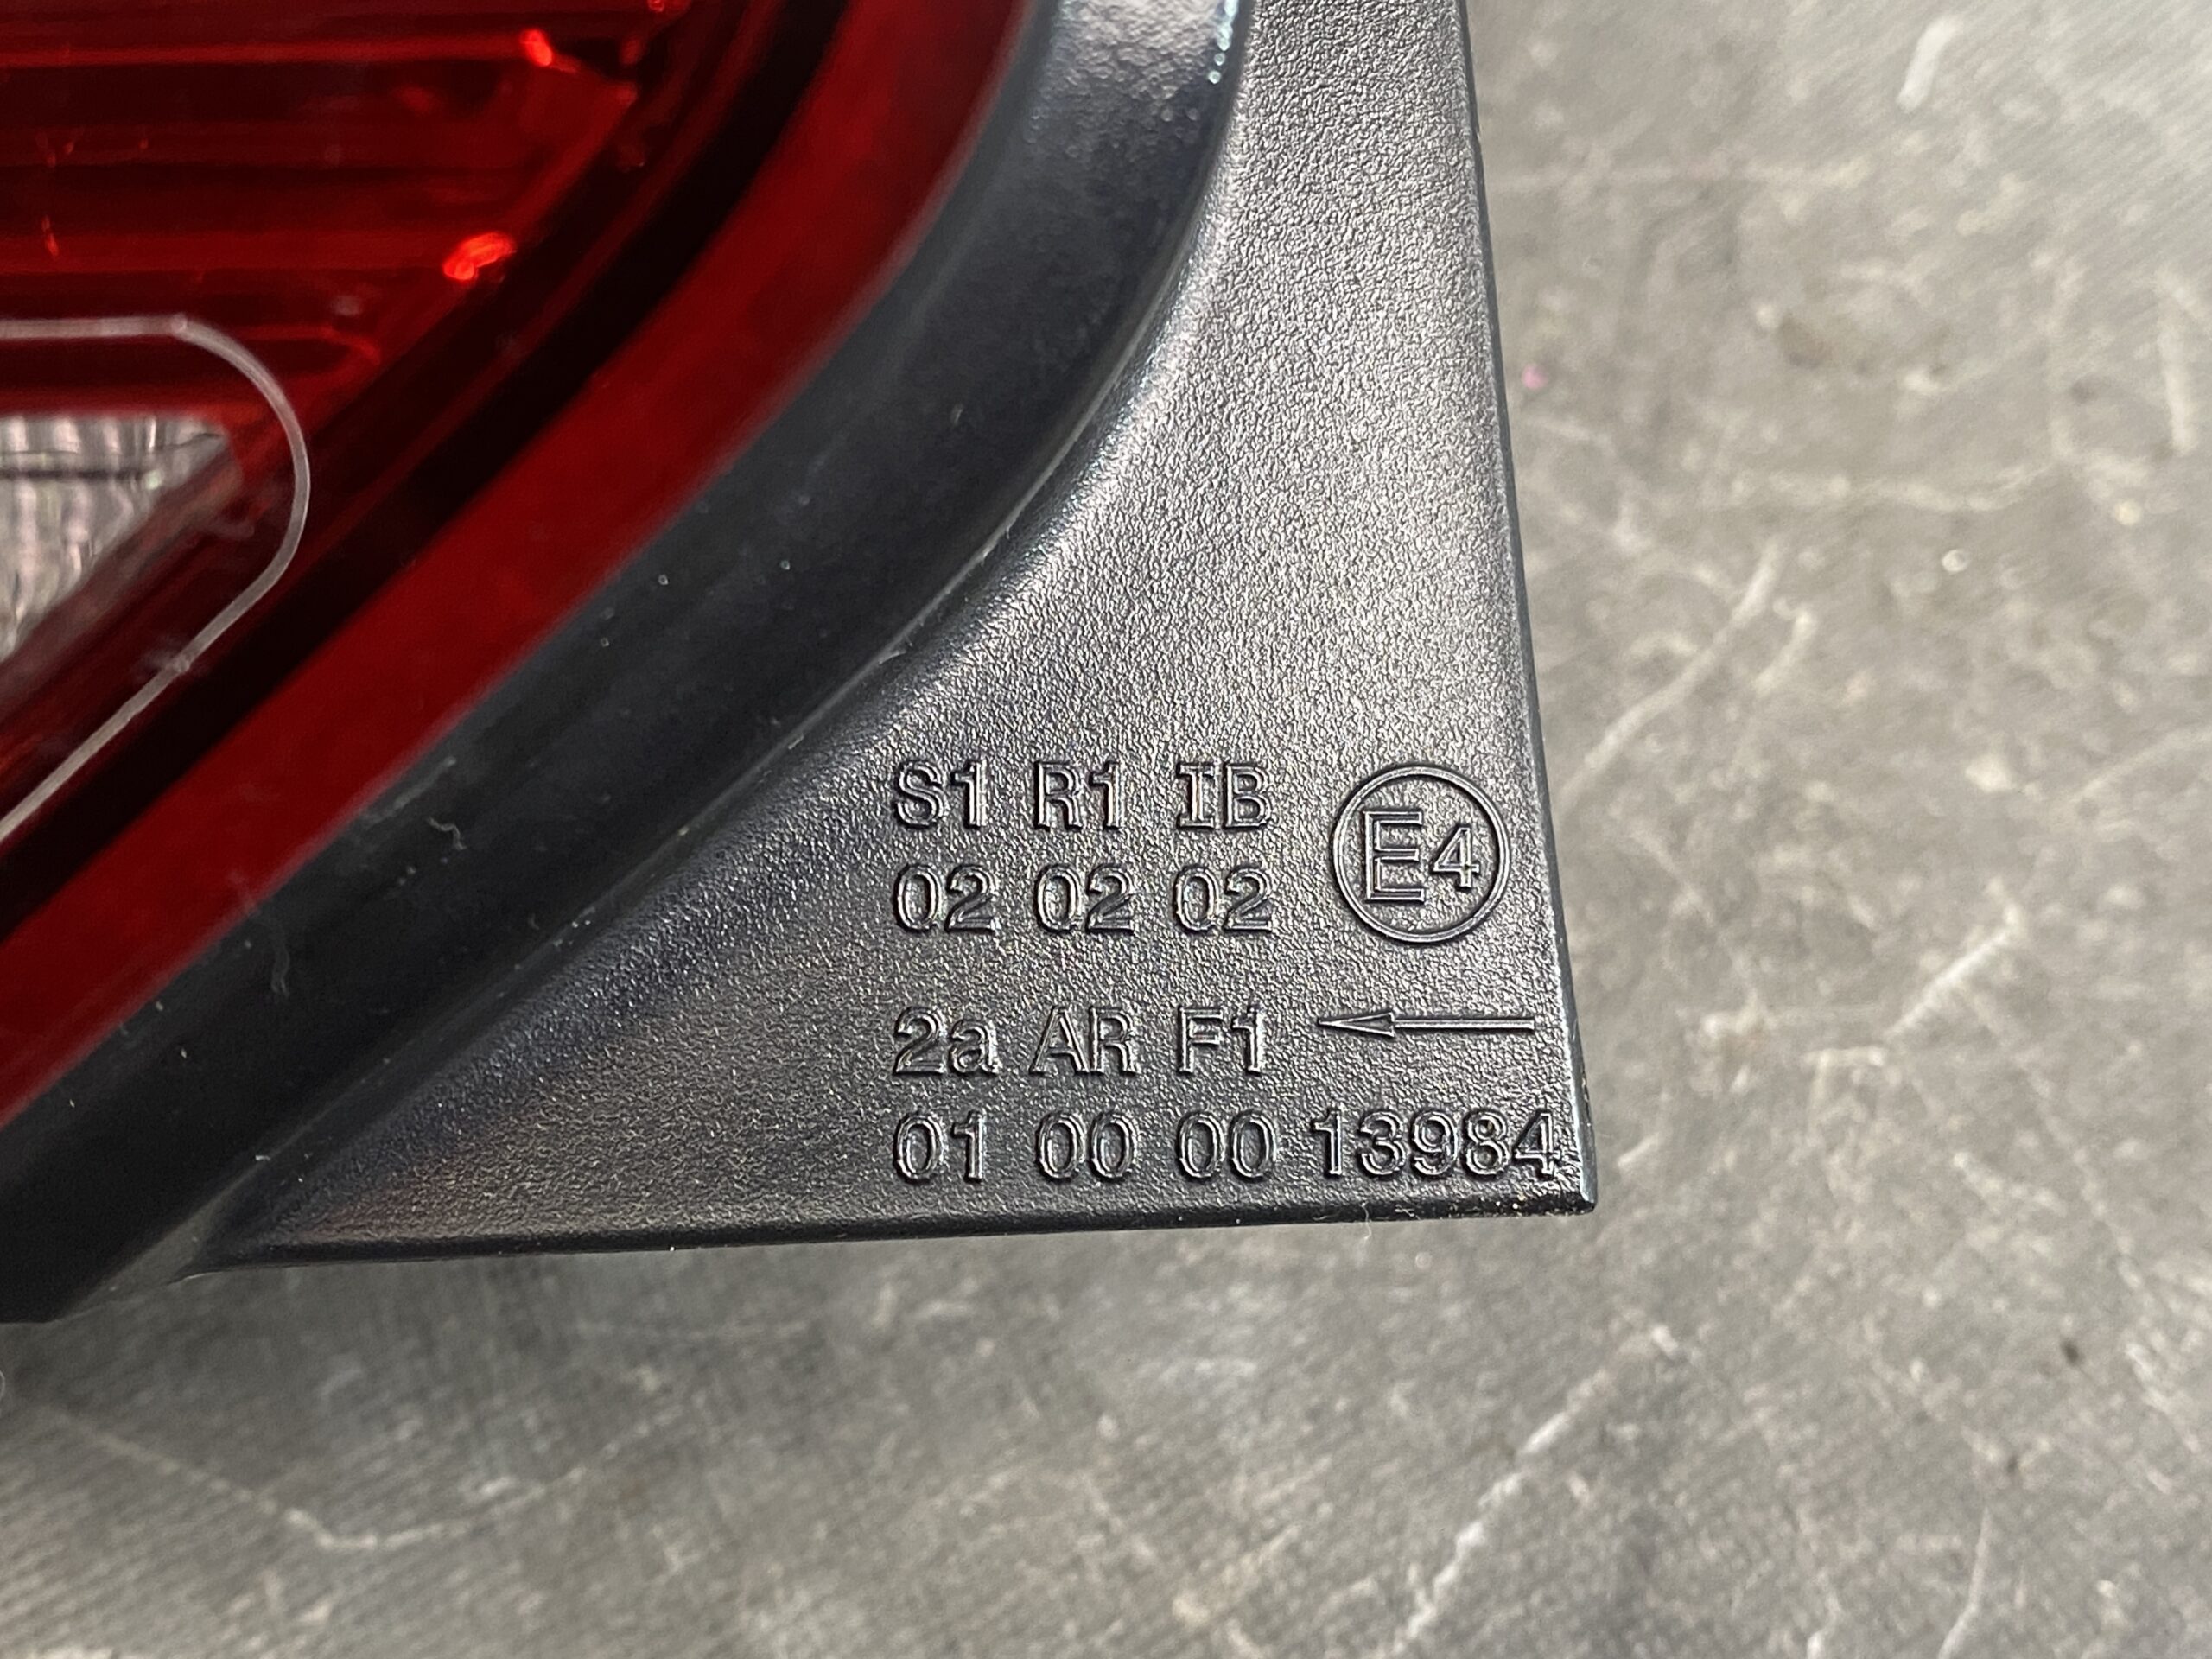 S1 R1 IB E4
02 02 02
2a AR F1 ←
01 00 00 13984